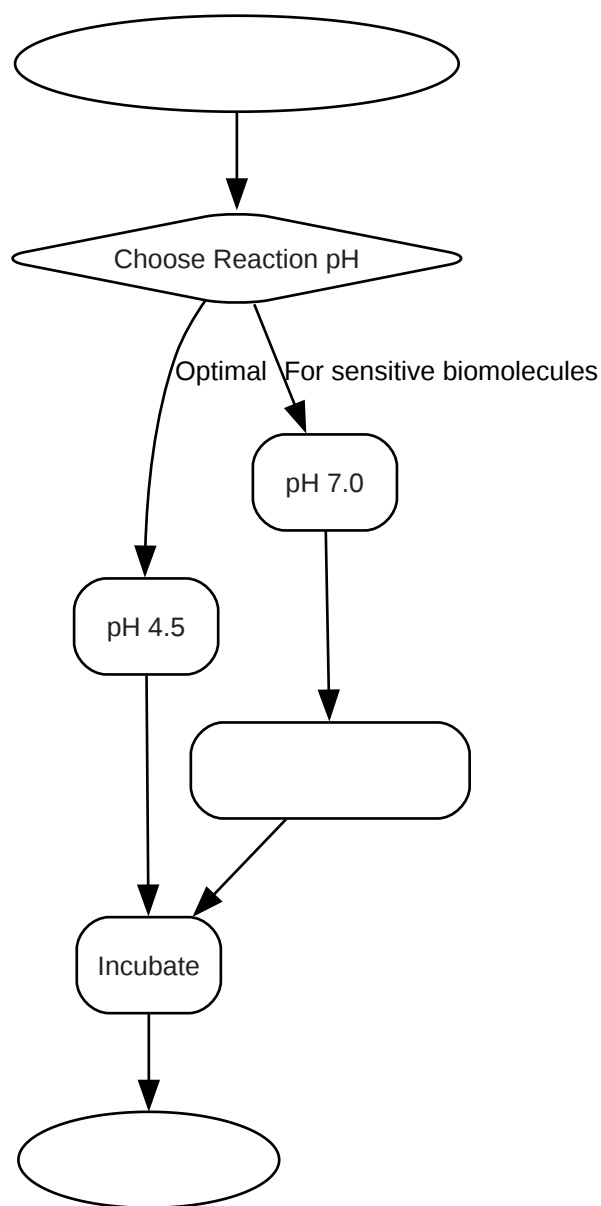 Choose Reaction pH
Optimal
For sensitive biomolecules
pH 7.0
pH 4.5
Incubate